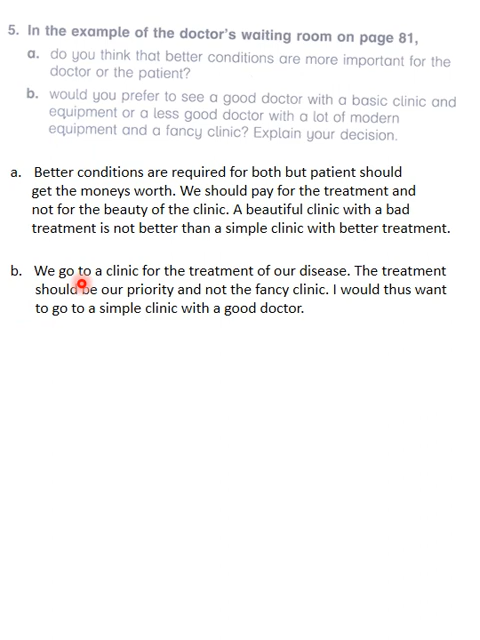 5. In the example of the doctor's waiting room on page 81,
a. do you think that better conditions are more important for the
doctor or the patient?
b. would you prefer to see a good doctor with a basic clinic and
equipment or a less good doctor with a lot of modern
equipment and a fancy clinic? Explain your decision.
a. Better conditions are required for both but patient should
get the moneys worth. We should pay for the treatment and
not for the beauty of the clinic. A beautiful clinic with a bad
treatment is not better than a simple clinic with better treatment.
b. We go to a clinic for the treatment of our disease. The treatment
should be our priority and not the fancy clinic. I would thus want
to go to a simple clinic with a good doctor.